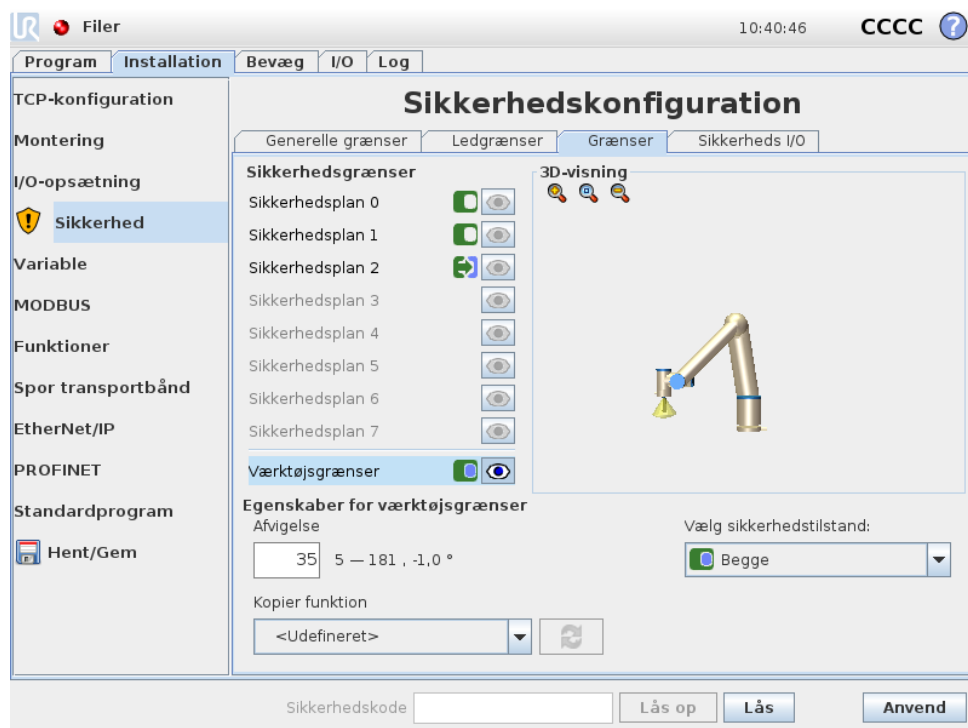 UR Filer 10:40:46 CCCC ?
Program Installation Bevæg I/O Log
TCP-konfiguration
Montering
I/O-opsætning
Sikkerhed
Variable
MODBUS
Funktioner
Spor transportbånd
EtherNet/IP
PROFINET
Standardprogram
Hent/Gem
Sikkerhedskonfiguration
Generelle grænser Ledgrænser Grænser Sikkerheds I/O
Sikkerhedsgrænser
Sikkerhedsplan 0
Sikkerhedsplan 1
Sikkerhedsplan 2
Sikkerhedsplan 3
Sikkerhedsplan 4
Sikkerhedsplan 5
Sikkerhedsplan 6
Sikkerhedsplan 7
Værktøjsgrænser
3D-visning
Egenskaber for værktøjsgrænser
Afvigelse
35 5 — 181 , -1,0 °
Vælg sikkerhedstilstand:
Begge
Kopier funktion
<Udefineret>
Sikkerhedskode Lås op Lås Anvend